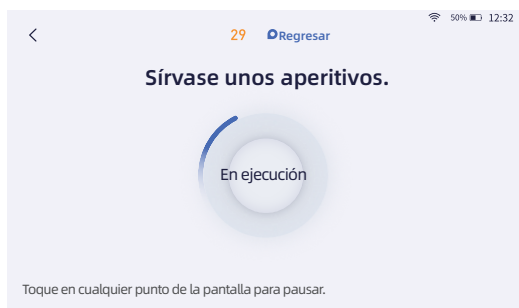 50% 12:32
29 Regresar
Sírvase unos aperitivos.
En ejecución
Toque en cualquier punto de la pantalla para pausar.